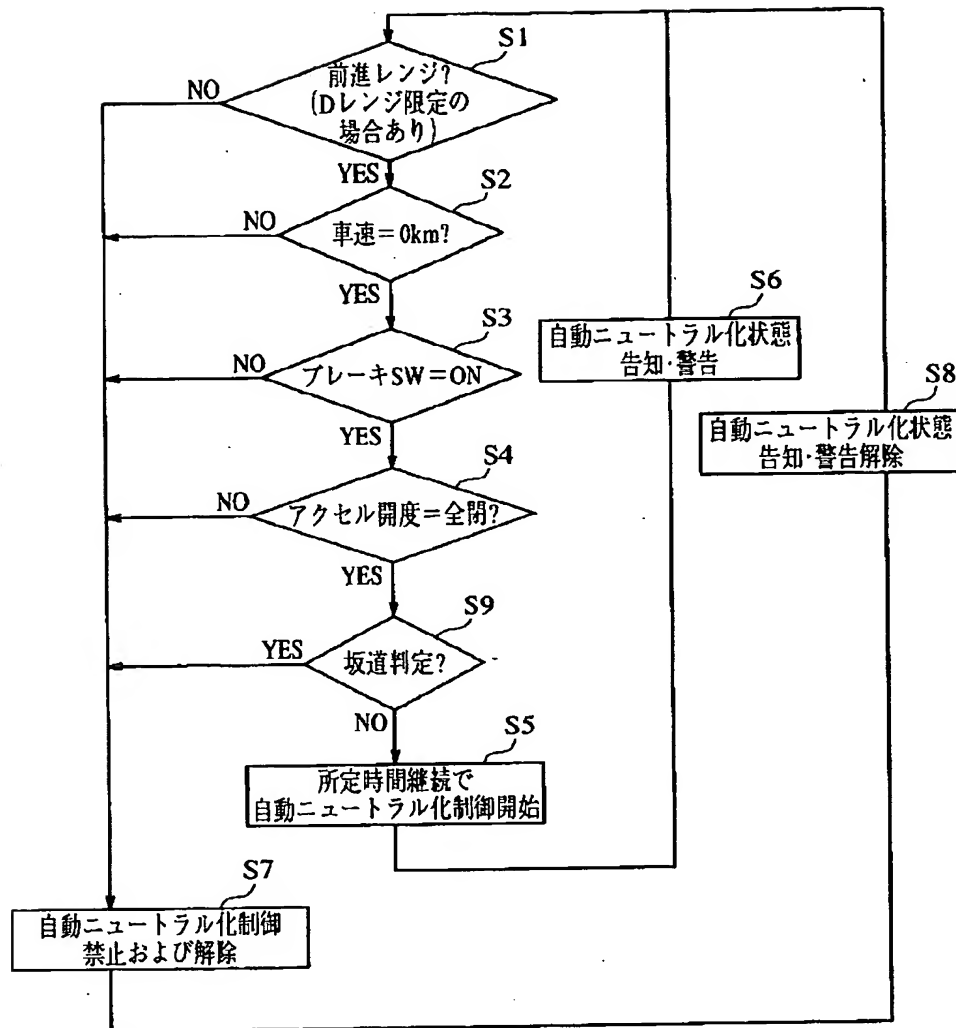 S1
前進レンジ?
(Dレンジ限定の
場合あり)
NO
YES
S2
車速=0km?
NO
YES
S3
ブレーキSW=ON
NO
YES
S4
アクセル開度=全閉?
NO
YES
S9
坂道判定?
YES
NO
S5
所定時間継続で
自動ニュートラル化制御開始
S6
自動ニュートラル化状態
告知·警告
S7
自動ニュートラル化制御
禁止および解除
S8
自動ニュートラル化状態
告知·警告解除